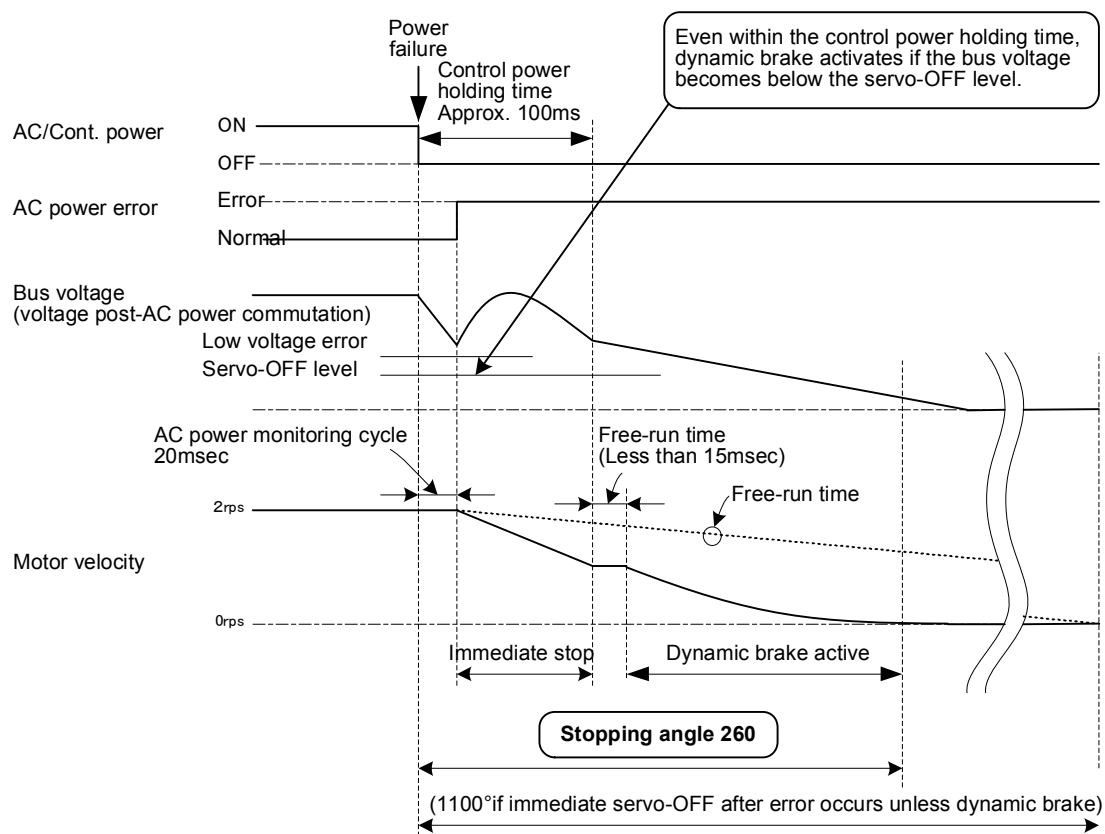 Power
failure
Control power
holding time
Approx. 100ms
Even within the control power holding time,
dynamic brake activates if the bus voltage
becomes below the servo-OFF level.
AC/Cont. power
ON
OFF
AC power error
Error
Normal
Bus voltage
(voltage post-AC power commutation)
Low voltage error
Servo-OFF level
AC power monitoring cycle
20msec
Free-run time
(Less than 15msec)
Free-run time
2rps
Motor velocity
0rps
Immediate stop
Dynamic brake active
Stopping angle 260
(1100°if immediate servo-OFF after error occurs unless dynamic brake)